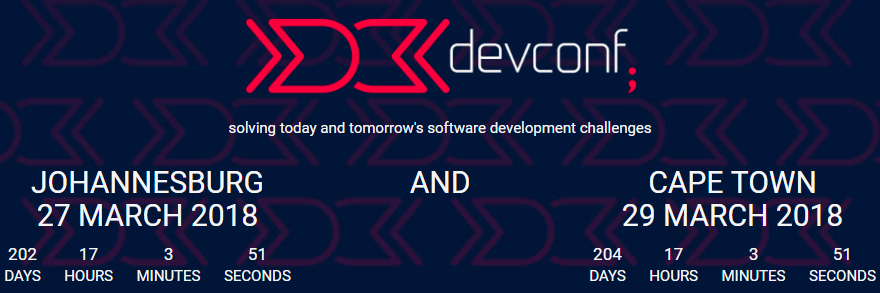 devconf;
solving today and tomorrow's software development challenges
JOHANNESBURG AND CAPE TOWN
27 MARCH 2018 29 MARCH 2018
202 17 3 51 204 17 3 51
DAYS HOURS MINUTES SECONDS DAYS HOURS MINUTES SECONDS